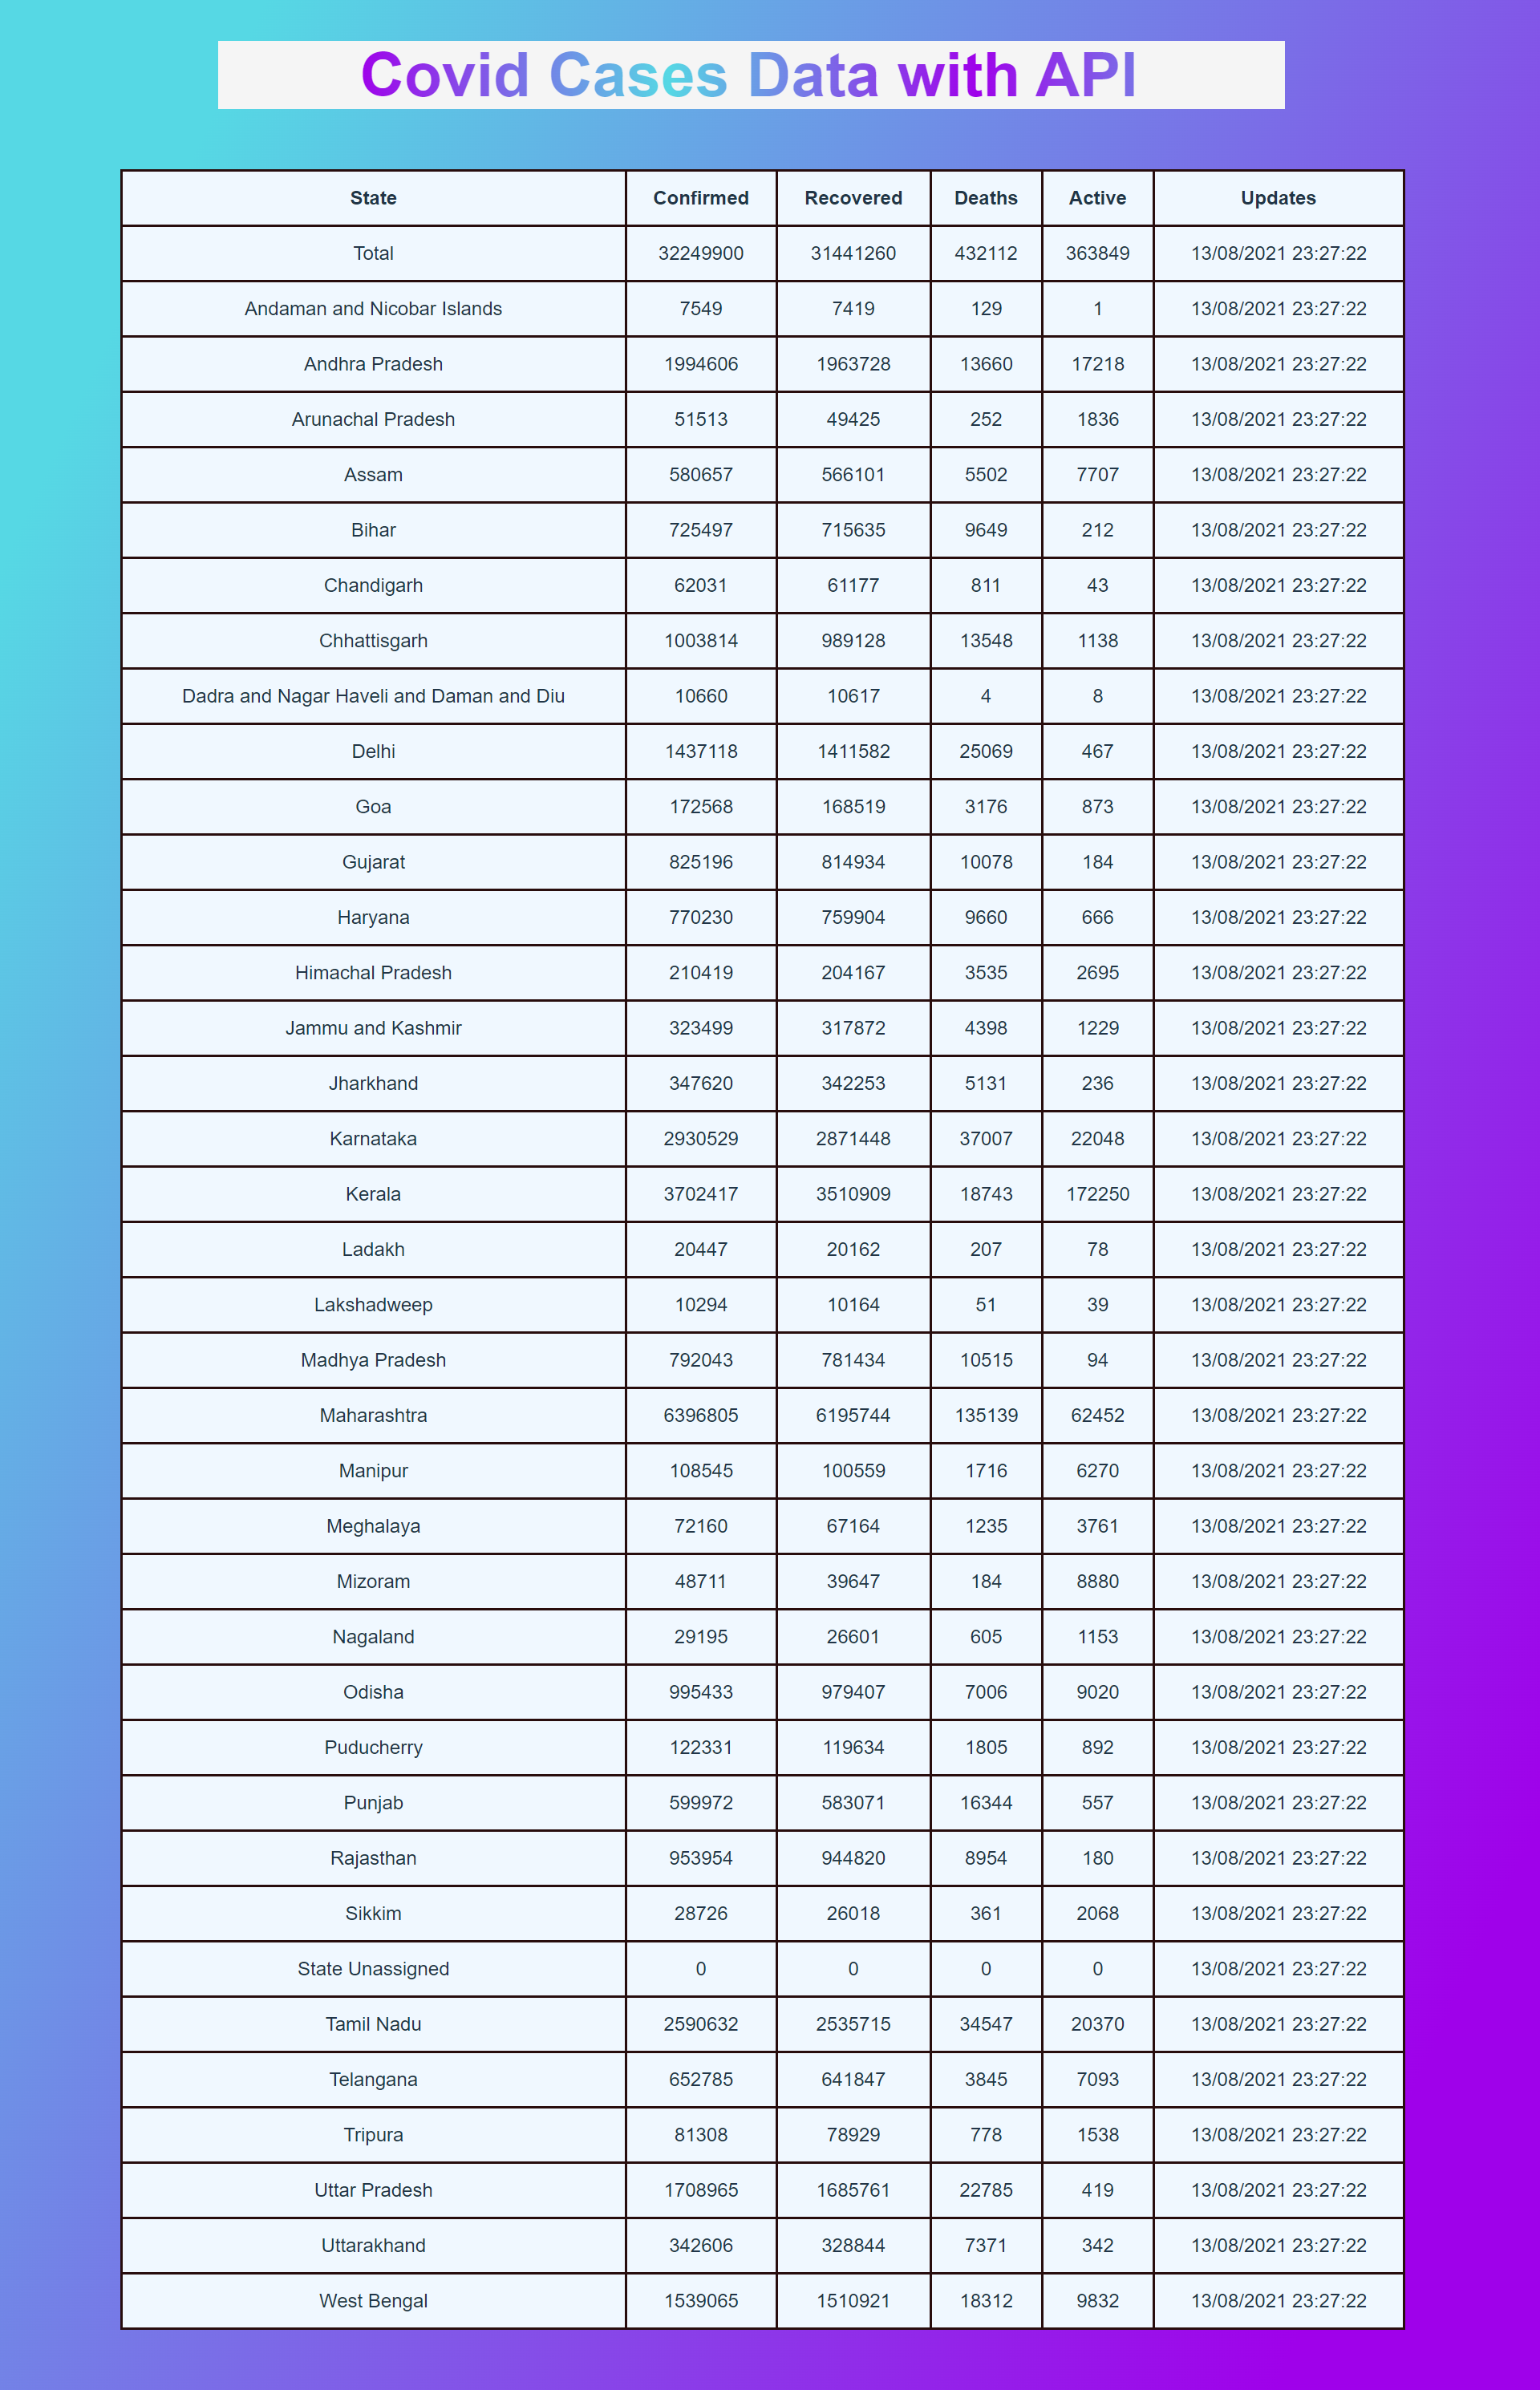 Covid Cases Data with API
State Confirmed Recovered Deaths Active Updates
Total 32249900 31441260 432112 363849 13/08/2021 23:27:22
Andaman and Nicobar Islands 7549 7419 129 1 13/08/2021 23:27:22
Andhra Pradesh 1994606 1963728 13660 17218 13/08/2021 23:27:22
Arunachal Pradesh 51513 49425 252 1836 13/08/2021 23:27:22
Assam 580657 566101 5502 7707 13/08/2021 23:27:22
Bihar 725497 715635 9649 212 13/08/2021 23:27:22
Chandigarh 62031 61177 811 43 13/08/2021 23:27:22
Chhattisgarh 1003814 989128 13548 1138 13/08/2021 23:27:22
Dadra and Nagar Haveli and Daman and Diu 10660 10617 4 8 13/08/2021 23:27:22
Delhi 1437118 1411582 25069 467 13/08/2021 23:27:22
Goa 172568 168519 3176 873 13/08/2021 23:27:22
Gujarat 825196 814934 10078 184 13/08/2021 23:27:22
Haryana 770230 759904 9660 666 13/08/2021 23:27:22
Himachal Pradesh 210419 204167 3535 2695 13/08/2021 23:27:22
Jammu and Kashmir 323499 317872 4398 1229 13/08/2021 23:27:22
Jharkhand 347620 342253 5131 236 13/08/2021 23:27:22
Karnataka 2930529 2871448 37007 22048 13/08/2021 23:27:22
Kerala 3702417 3510909 18743 172250 13/08/2021 23:27:22
Ladakh 20447 20162 207 78 13/08/2021 23:27:22
Lakshadweep 10294 10164 51 39 13/08/2021 23:27:22
Madhya Pradesh 792043 781434 10515 94 13/08/2021 23:27:22
Maharashtra 6396805 6195744 135139 62452 13/08/2021 23:27:22
Manipur 108545 100559 1716 6270 13/08/2021 23:27:22
Meghalaya 72160 67164 1235 3761 13/08/2021 23:27:22
Mizoram 48711 39647 184 8880 13/08/2021 23:27:22
Nagaland 29195 26601 605 1153 13/08/2021 23:27:22
Odisha 995433 979407 7006 9020 13/08/2021 23:27:22
Puducherry 122331 119634 1805 892 13/08/2021 23:27:22
Punjab 599972 583071 16344 557 13/08/2021 23:27:22
Rajasthan 953954 944820 8954 180 13/08/2021 23:27:22
Sikkim 28726 26018 361 2068 13/08/2021 23:27:22
State Unassigned 0 0 0 0 13/08/2021 23:27:22
Tamil Nadu 2590632 2535715 34547 20370 13/08/2021 23:27:22
Telangana 652785 641847 3845 7093 13/08/2021 23:27:22
Tripura 81308 78929 778 1538 13/08/2021 23:27:22
Uttar Pradesh 1708965 1685761 22785 419 13/08/2021 23:27:22
Uttarakhand 342606 328844 7371 342 13/08/2021 23:27:22
West Bengal 1539065 1510921 18312 9832 13/08/2021 23:27:22